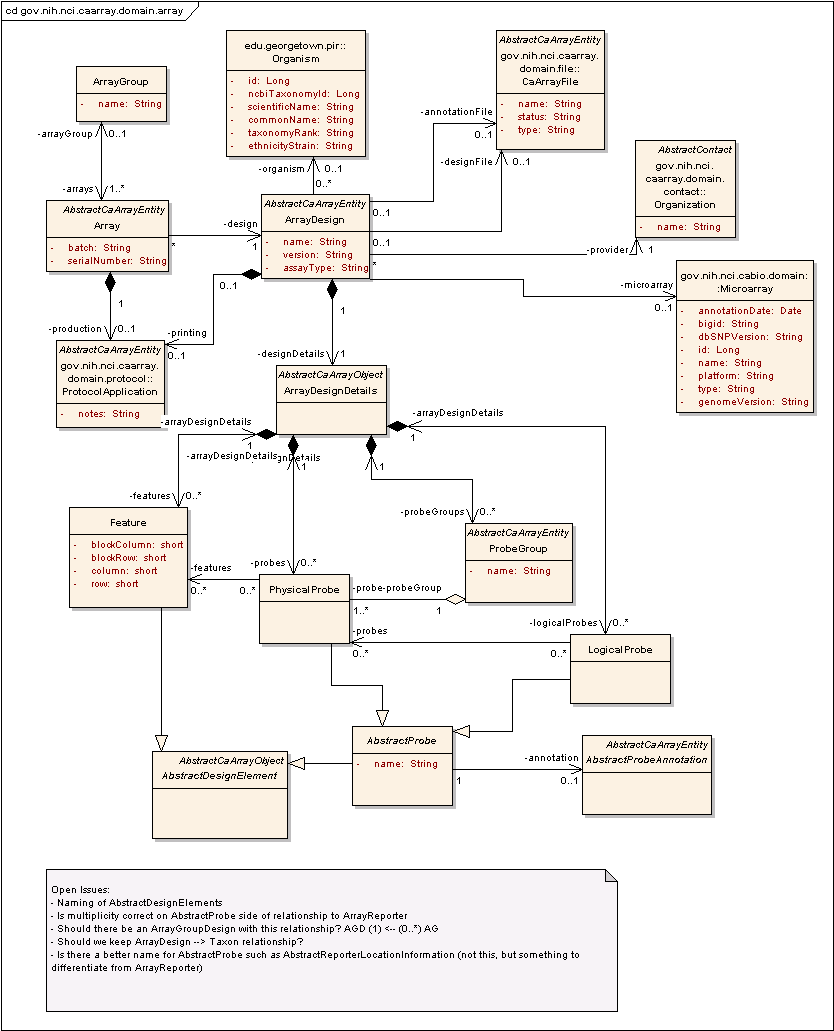 cd gov.nih.nci.caarray.domain.array
edu.georgetown.pir::
Organism
- id: Long
- ncbiTaxonomyId: Long
- scientificName: String
- commonName: String
- taxonomyRank: String
- ethnicityStrain: String
AbstractCaArrayEntity
gov.nih.nci.caarray.
domain.file::
CaArrayFile
- name: String
- status: String
- type: String
ArrayGroup
- name: String
-arrayGroup
0..1
-annotationFile
0..1
-designFile
0..1
-organism
0..1
0..*
AbstractContact
gov.nih.nci.
caarray.domain.
contact::
Organization
- name: String
-arrays
1..*
AbstractCaArrayEntity
Array
- batch: String
- serialNumber: String
-design
*
1
AbstractCaArrayEntity
ArrayDesign
- name: String
- version: String
- assayType: String
0..1
0..1
*
-provider
1
-microarray
0..1
gov.nih.nci.cabio.domain:
:Microarray
- annotationDate: Date
- bigid: String
- dbSNPVersion: String
- id: Long
- name: String
- platform: String
- type: String
- genomeVersion: String
1
0..1
1
-production
0..1
-printing
0..1
AbstractCaArrayEntity
gov.nih.nci.caarray.
domain.protocol::
ProtocolApplication
- notes: String
-designDetails
1
AbstractCaArrayObject
ArrayDesignDetails
-arrayDesignDetails
1
-arrayDesignDetails
1
-arrayDesignDetails
gnDetails
1
1
-features
0..*
-probeGroups
0..*
Feature
- blockColumn: short
- blockRow: short
- column: short
- row: short
AbstractCaArrayEntity
ProbeGroup
- name: String
-probes
0..*
-features
0..*
0..*
PhysicalProbe
-probe-probeGroup
1..*
1
-probes
0..*
0..*
-logicalProbes
0..*
LogicalProbe
AbstractProbe
- name: String
AbstractCaArrayObject
AbstractDesignElement
-annotation
1
0..1
AbstractCaArrayEntity
AbstractProbeAnnotation
Open Issues:
- Naming of AbstractDesignElements
- Is multiplicity correct on AbstractProbe side of relationship to ArrayReporter
- Should there be an ArrayGroupDesign with this relationship? AGD (1) <-- (0..*) AG
- Should we keep ArrayDesign --> Taxon relationship?
- Is there a better name for AbstractProbe such as AbstractReporterLocationInformation (not this, but something to
differentiate from ArrayReporter)